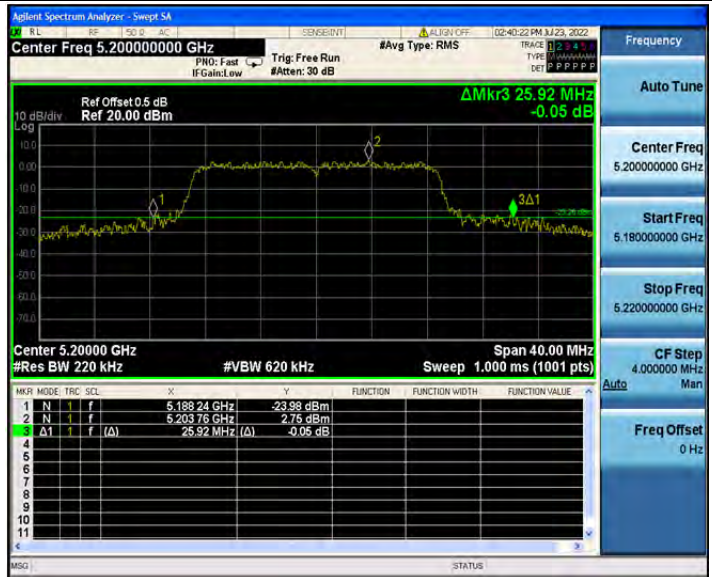 Agilent Spectrum Analyzer - Swept SA
RL RF 50 Ω AC SENSE:INT ALIGN OFF 02:40:22 PM Jul 23, 2022
Center Freq 5.200000000 GHz #Avg Type: RMS TRACE 1 2 3 4 5 6
PNO: Fast Trig: Free Run TYPE
IFGain:Low #Atten: 30 dB DET P P P P P P
ΔMkr3 25.92 MHz
Ref Offset 0.5 dB -0.05 dB
10 dB/div Ref 20.00 dBm
Log
10.0
0.00
-10.0
-20.0
-30.0
-40.0
-50.0
-60.0
-70.0
1
2
3Δ1
Center 5.20000 GHz Span 40.00 MHz
#Res BW 220 kHz #VBW 620 kHz Sweep 1.000 ms (1001 pts)
MKR MODE TRC SCL X Y FUNCTION FUNCTION WIDTH FUNCTION VALUE
1 N 1 f 5.188 24 GHz -23.98 dBm
2 N 1 f 5.203 76 GHz 2.75 dBm
3 Δ1 1 f (Δ) 25.92 MHz (Δ) -0.05 dB
4
5
6
7
8
9
10
11
MSG STATUS
Frequency
Auto Tune
Center Freq
5.200000000 GHz
Start Freq
5.180000000 GHz
Stop Freq
5.220000000 GHz
CF Step
4.000000 MHz
Auto Man
Freq Offset
0 Hz